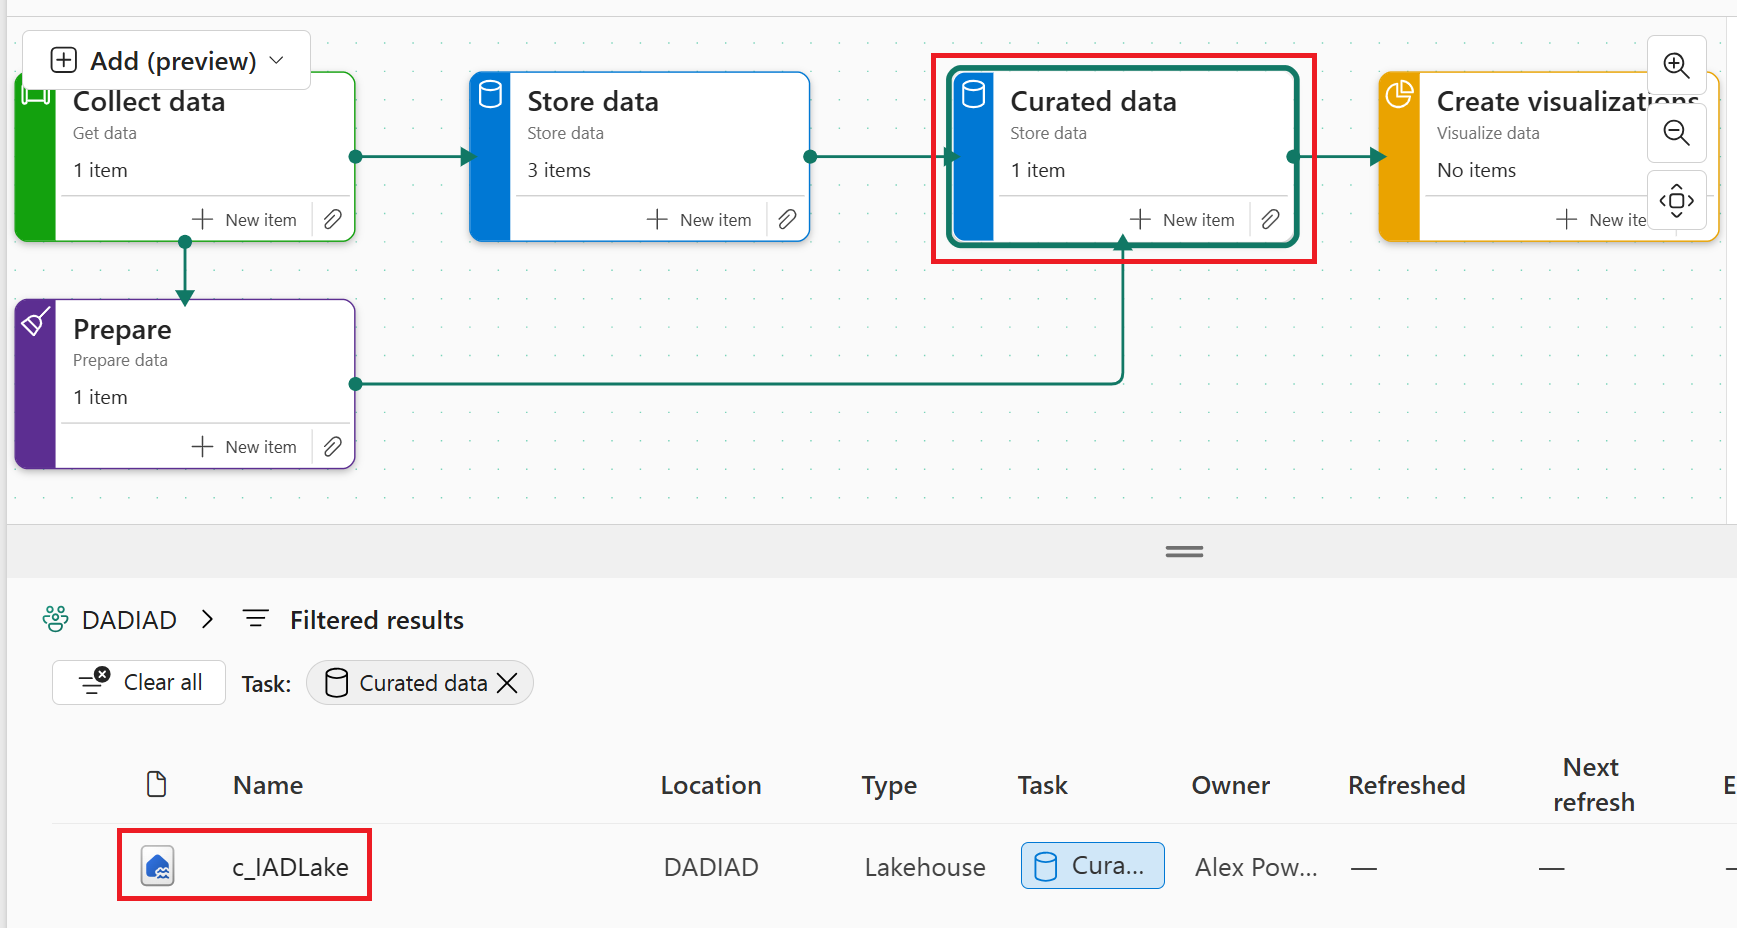 Add (preview)
Collect data
Get data
1 item
New item
Store data
Store data
3 items
New item
Curated data
Store data
1 item
New item
Create visualizations
Visualize data
No items
New ite
Prepare
Prepare data
1 item
New item
DADIAD > Filtered results
Clear all Task: Curated data
Name Location Type Task Owner Refreshed Next refresh E
c_IADLake DADIAD Lakehouse Cura... Alex Pow... — — —